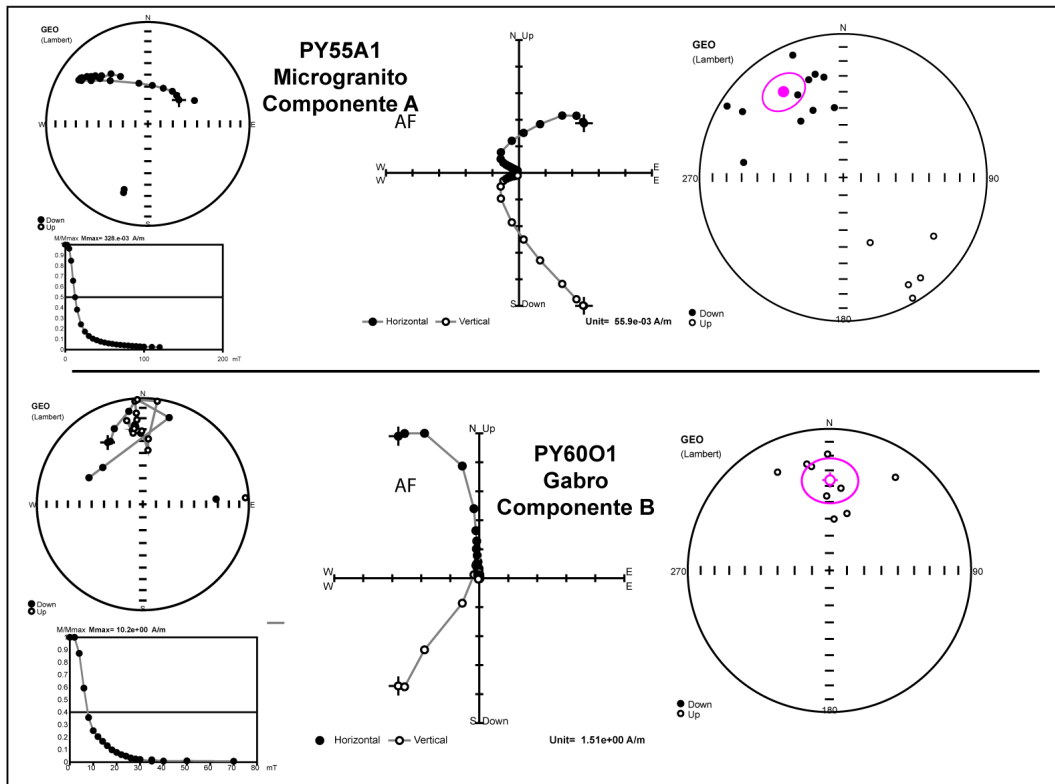 GEO
(Lambert)
N
W
E
S
Down
Up
M/Mmax Mmax= 328.e-03 A/m
1
0.9
0.8
0.7
0.6
0.5
0.4
0.3
0.2
0.1
0
0
100
200
mT
PY55A1
Microgranito
Componente A
AF
N Up
W
W
E
E
S Down
Horizontal
Vertical
Unit= 55.9e-03 A/m
GEO
(Lambert)
N
270
90
180
Down
Up
GEO
(Lambert)
N
W
E
S
Down
Up
M/Mmax Mmax= 10.2e+00 A/m
1
0.9
0.8
0.7
0.6
0.5
0.4
0.3
0.2
0.1
0
0
10
20
30
40
50
60
70
80
mT
PY60O1
Gabro
Componente B
AF
N Up
W
W
E
E
S Down
Horizontal
Vertical
Unit= 1.51e+00 A/m
GEO
(Lambert)
N
270
90
180
Down
Up